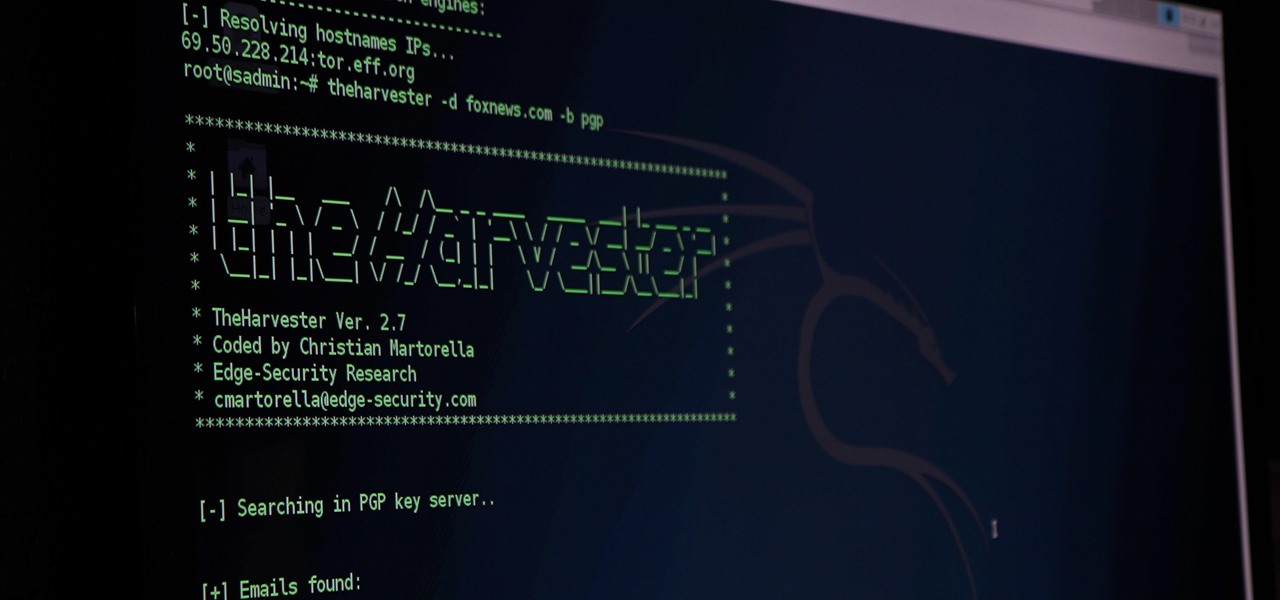 engines:
[-] Resolving hostnames IPs...
69.50.228.214:tor.eff.org
root@sadmin:~# theharvester -d foxnews.com -b pgp
theHarvester
* TheHarvester Ver. 2.7
* Coded by Christian Martorella
* Edge-Security Research
* cmartorella@edge-security.com
[-] Searching in PGP key server..
[+] Emails found: